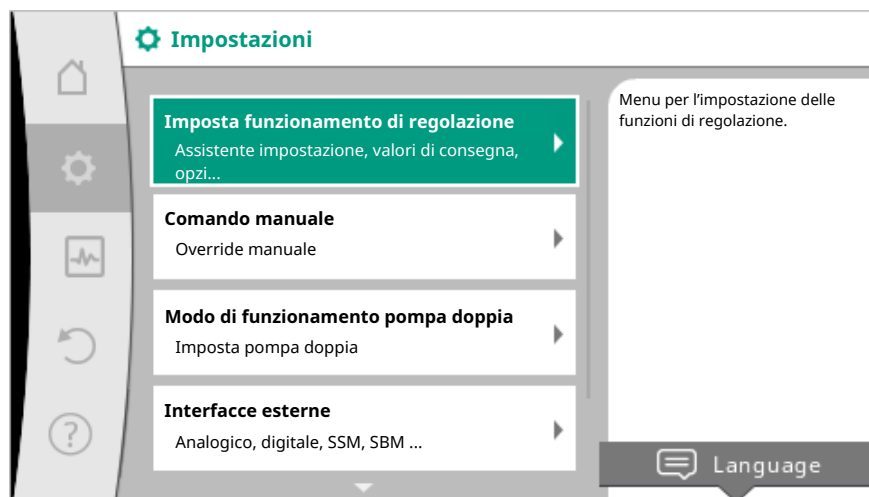 Impostazioni
Imposta funzionamento di regolazione
Assistente impostazione, valori di consegna,
opzi...
Comando manuale
Override manuale
Modo di funzionamento pompa doppia
Imposta pompa doppia
Interfacce esterne
Analogico, digitale, SSM, SBM ...
Menu per l’impostazione delle
funzioni di regolazione.
Language